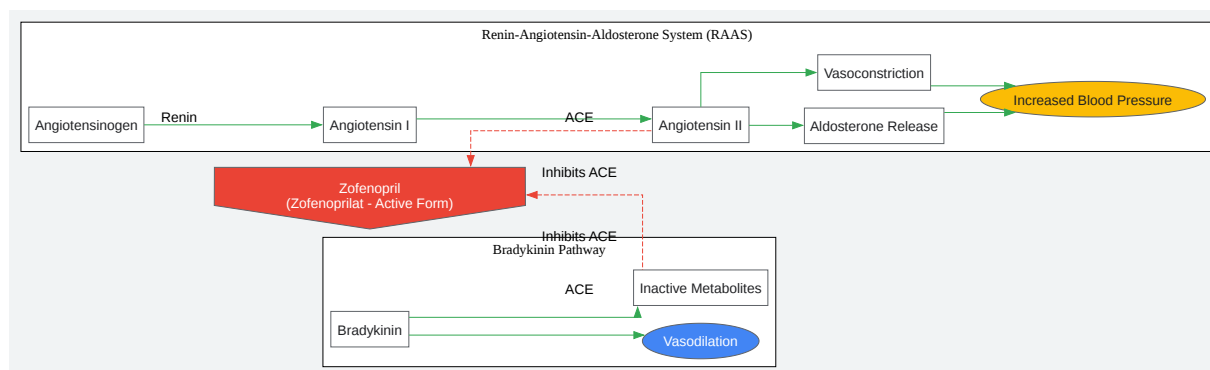 Renin-Angiotensin-Aldosterone System (RAAS)
Vasoconstriction
Increased Blood Pressure
Angiotensinogen
Renin
Angiotensin I
ACE
Angiotensin II
Aldosterone Release
Inhibits ACE
Zofenopril
(Zofenoprilat - Active Form)
Inhibits ACE
Bradykinin Pathway
ACE
Inactive Metabolites
Bradykinin
Vasodilation